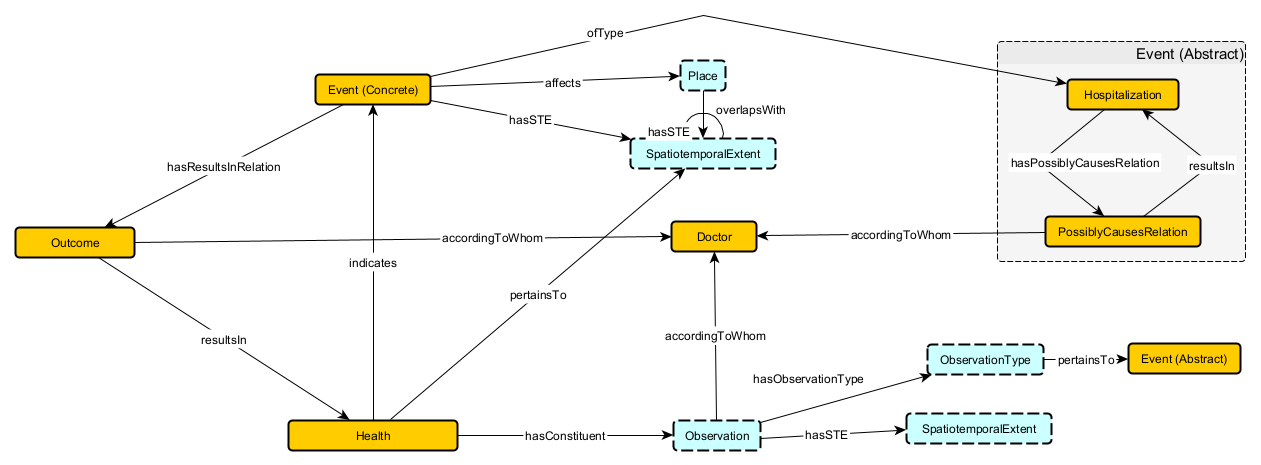 ofType
Event (Abstract)
Event (Concrete)
affects
Place
Hospitalization
overlapsWith
hasSTE
hasSTE
SpatiotemporalExtent
hasPossiblyCausesRelation
resultsIn
hasResultsInRelation
Outcome
accordingToWhom
Doctor
accordingToWhom
PossiblyCausesRelation
indicates
pertainsTo
resultsIn
accordingToWhom
hasObservationType
ObservationType
pertainsTo
Event (Abstract)
Health
hasConstituent
Observation
hasSTE
SpatiotemporalExtent